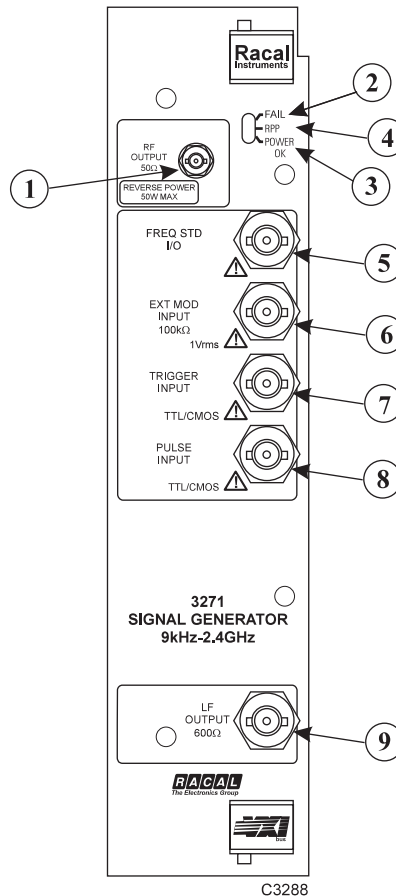 Racal
Instruments
2
FAIL
RPP
4
POWER
OK
3
RF
OUTPUT
50Ω
1
REVERSE POWER
50W MAX
FREQ STD
I/O
5
EXT MOD
INPUT
100kΩ
1Vrms
6
TRIGGER
INPUT
TTL/CMOS
7
PULSE
INPUT
TTL/CMOS
8
3271
SIGNAL GENERATOR
9kHz-2.4GHz
LF
OUTPUT
600Ω
9
RACAL
The Electronics Group
VXI
bus
C3288